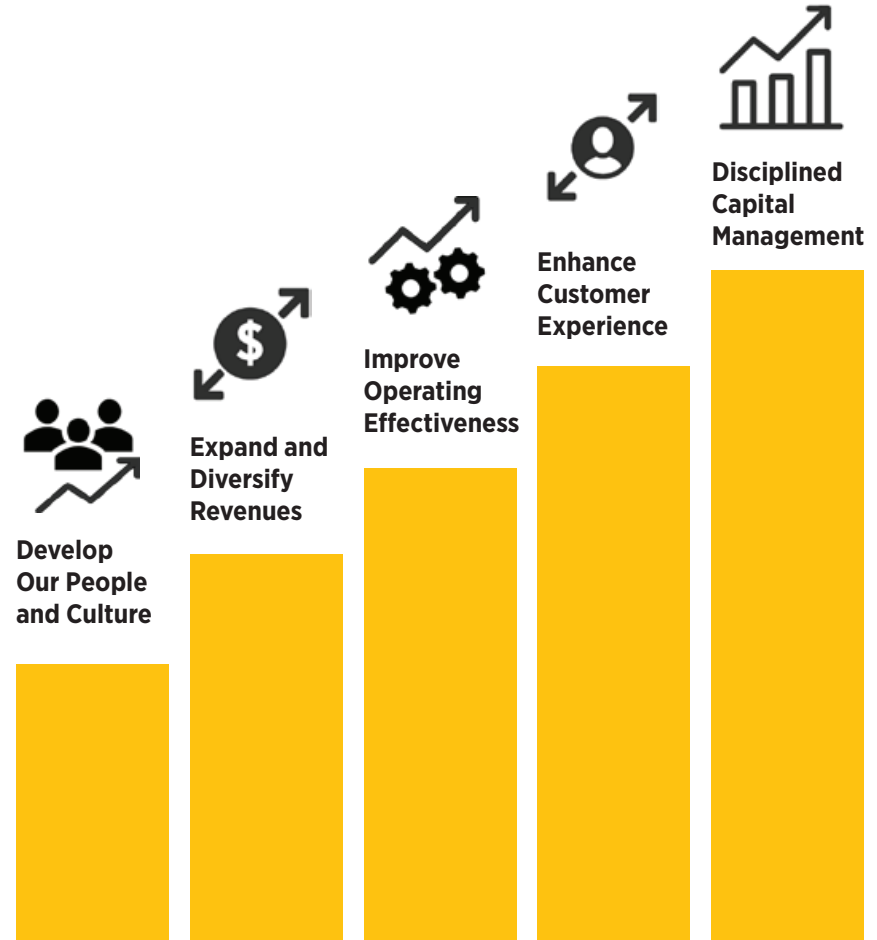 Develop
Our People
and Culture
$
Expand and
Diversify
Revenues
Improve
Operating
Effectiveness
Enhance
Customer
Experience
Disciplined
Capital
Management